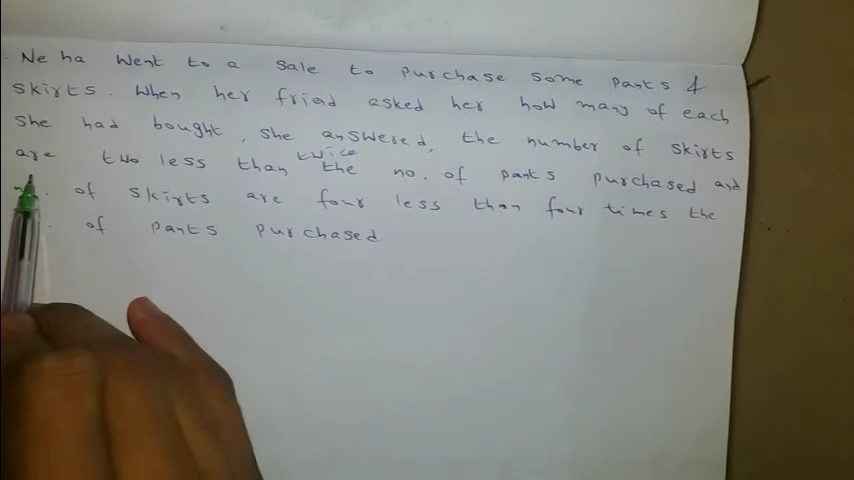 Neha went to a sale to purchase some pants &
skirts. When her friend asked her how many of each
she had bought, she answered, the number of skirts
are two less than twice the no. of pants purchased and
of skirts are four less than four times the
of pants purchased